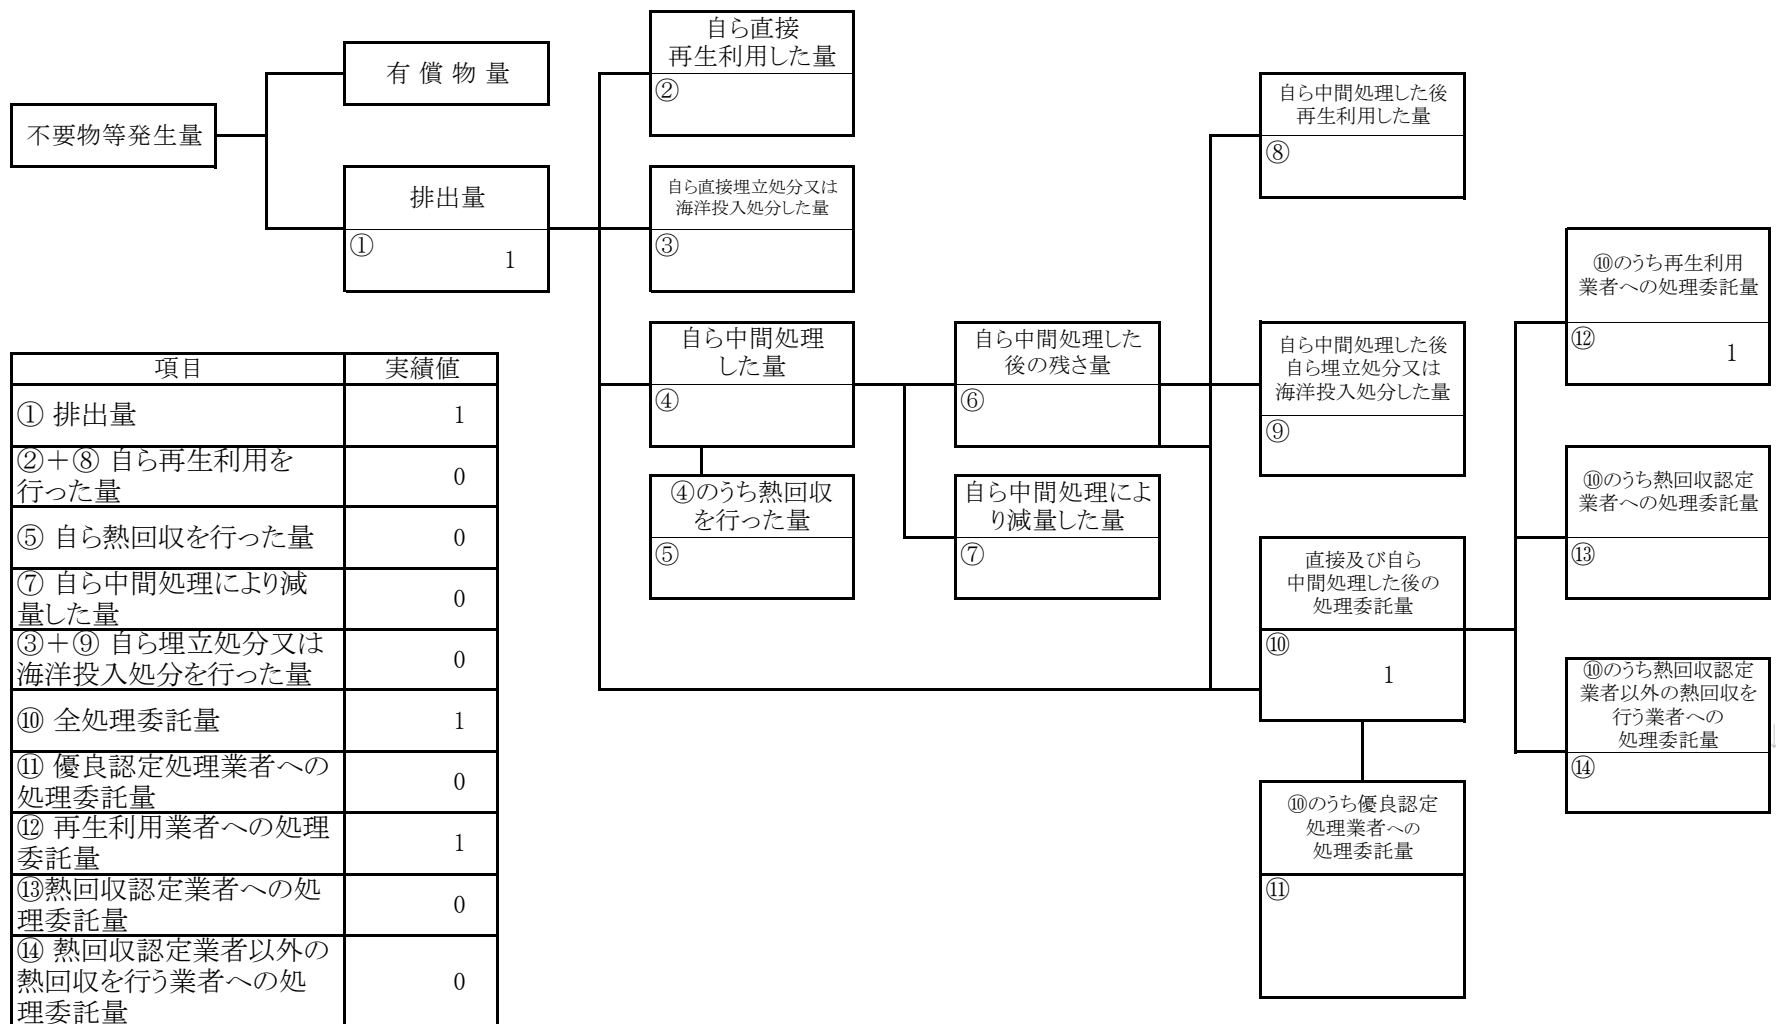 不要物等発生量
有 償 物 量
排出量
①
1
自ら直接
再生利用した量
②
自ら直接埋立処分又は
海洋投入処分した量
③
自ら中間処理
した量
④
④のうち熱回収
を行った量
⑤
自ら中間処理した
後の残さ量
⑥
自ら中間処理によ
り減量した量
⑦
自ら中間処理した後
再生利用した量
⑧
自ら中間処理した後
自ら埋立処分又は
海洋投入処分した量
⑨
直接及び自ら
中間処理した後の
処理委託量
⑩
1
⑩のうち優良認定
処理業者への
処理委託量
⑪
⑩のうち再生利用
業者への処理委託量
⑫
1
⑩のうち熱回収認定
業者への処理委託量
⑬
⑩のうち熱回収認定
業者以外の熱回収を
行う業者への
処理委託量
⑭
項目 実績値
① 排出量 1
②＋⑧ 自ら再生利用を
行った量 0
⑤ 自ら熱回収を行った量 0
⑦ 自ら中間処理により減
量した量 0
③＋⑨ 自ら埋立処分又は
海洋投入処分を行った量 0
⑩ 全処理委託量 1
⑪ 優良認定処理業者への
処理委託量 0
⑫ 再生利用業者への処理
委託量 1
⑬熱回収認定業者への処
理委託量 0
⑭ 熱回収認定業者以外の
熱回収を行う業者への処 0
理委託量